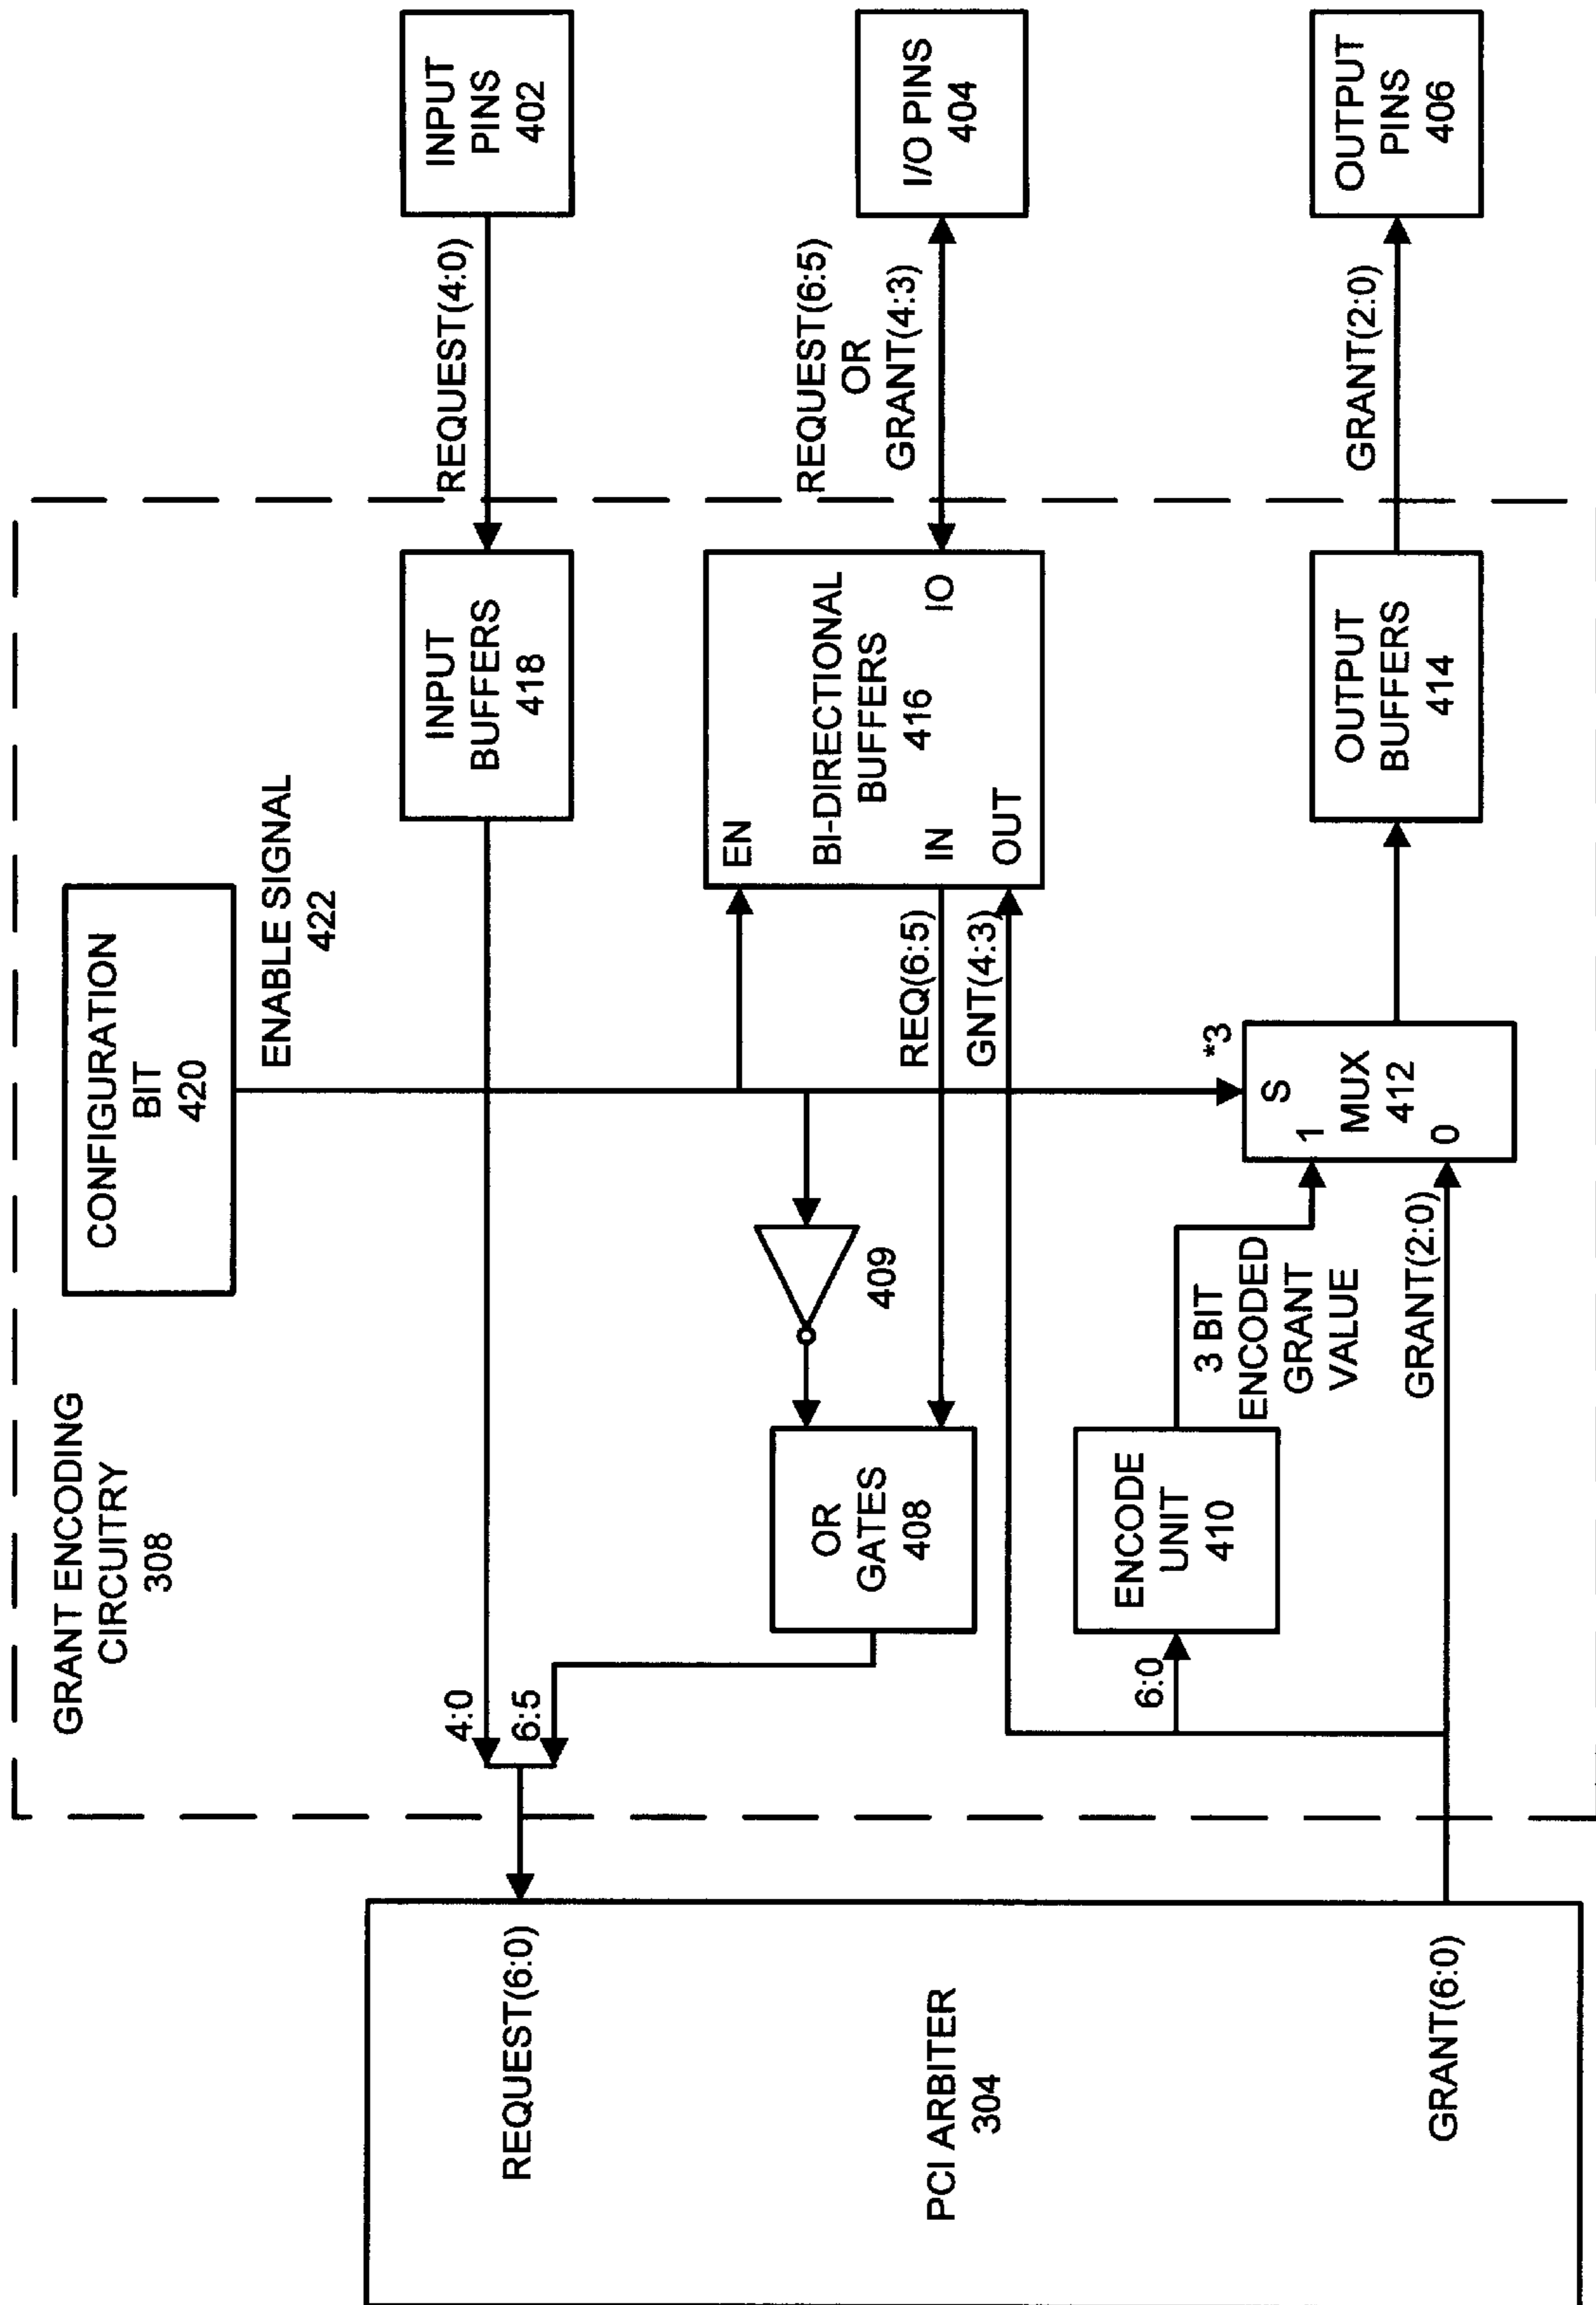 GRANT ENCODING
CIRCUITRY
308
CONFIGURATION
BIT
420
ENABLE SIGNAL
422
PCI ARBITER
304
REQUEST(6:0)
GRANT(6:0)
4:0
6:5
INPUT
BUFFERS
418
REQUEST(4:0)
INPUT
PINS
402
OR
GATES
408
409
EN
BI-DIRECTIONAL
BUFFERS
416
IN
OUT
IO
REQ(6:5)
GNT(4:3)
REQUEST(6:5)
OR
GRANT(4:3)
I/O PINS
404
6:0
ENCODE
UNIT
410
3 BIT
ENCODED
GRANT
VALUE
GRANT(2:0)
*3
S
1
MUX
412
0
OUTPUT
BUFFERS
414
GRANT(2:0)
OUTPUT
PINS
406